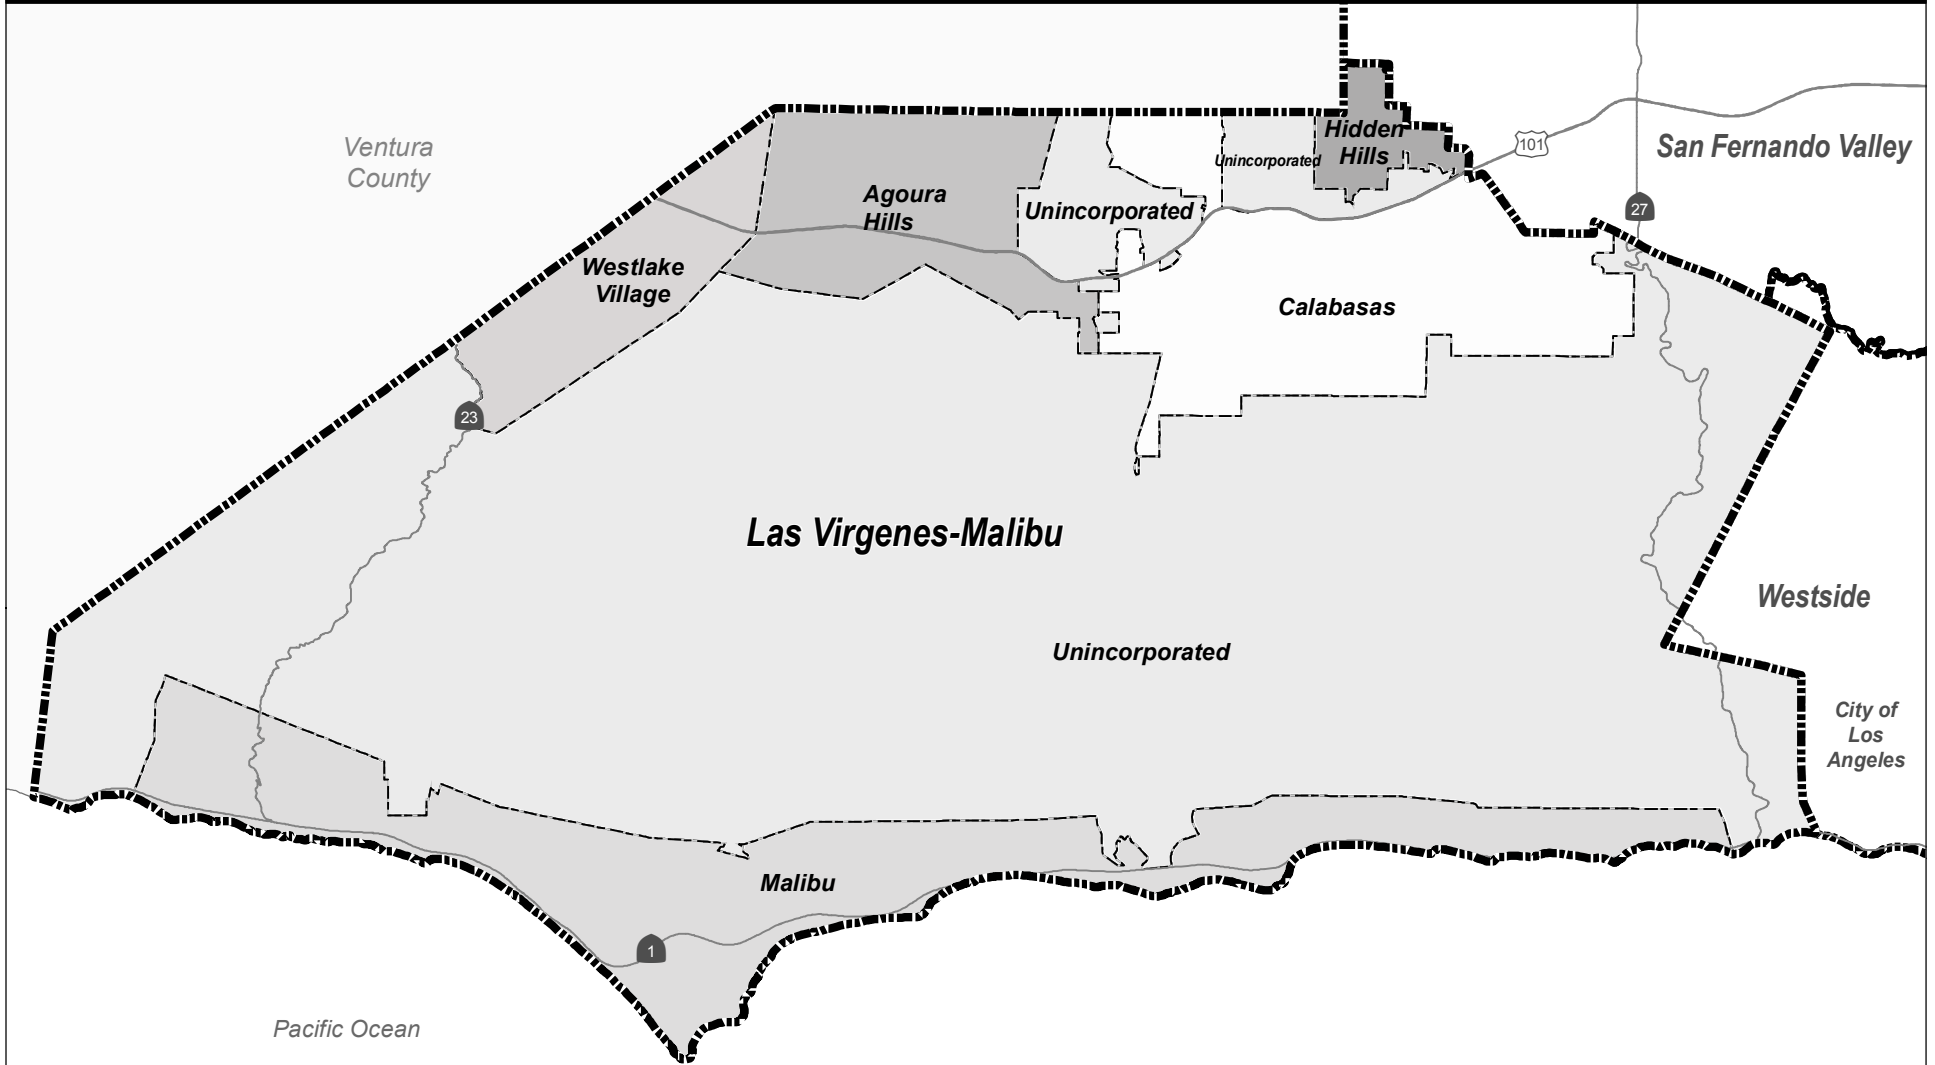 Ventura
County
Hidden
Hills
101
San Fernando Valley
Unincorporated
Agoura
Hills
Unincorporated
27
Westlake
Village
Calabasas
23
Las Virgenes-Malibu
Westside
Unincorporated
City of
Los
Angeles
Malibu
1
Pacific Ocean